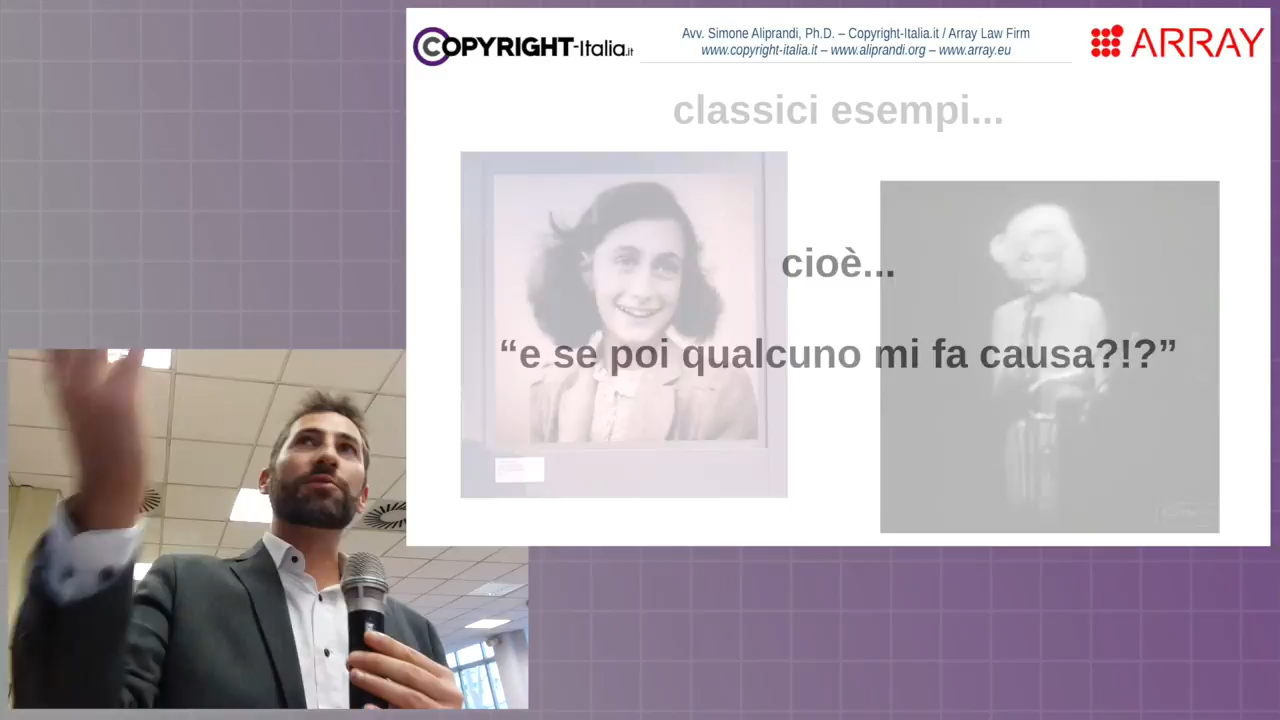 COPYRIGHT-Italia.it
Avv. Simone Aliprandi, Ph.D. – Copyright-Italia.it / Array Law Firm
www.copyright-italia.it – www.aliprandi.org – www.array.eu
ARRAY
classici esempi...
cioè...
“e se poi qualcuno mi fa causa?!?”